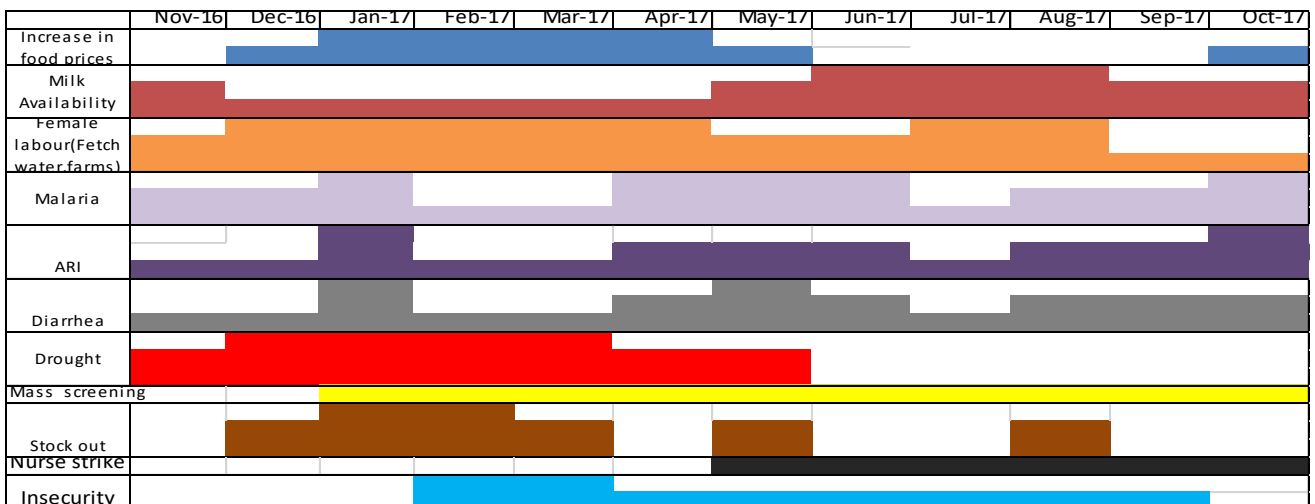 Nov-16 Dec-16 Jan-17 Feb-17 Mar-17 Apr-17 May-17 Jun-17 Jul-17 Aug-17 Sep-17 Oct-17
Increase in
food prices
Milk
Availability
Female
labour(Fetch
water,farms)
Malaria
ARI
Diarrhea
Drought
Mass screening
Stock out
Nurse strike
Insecurity